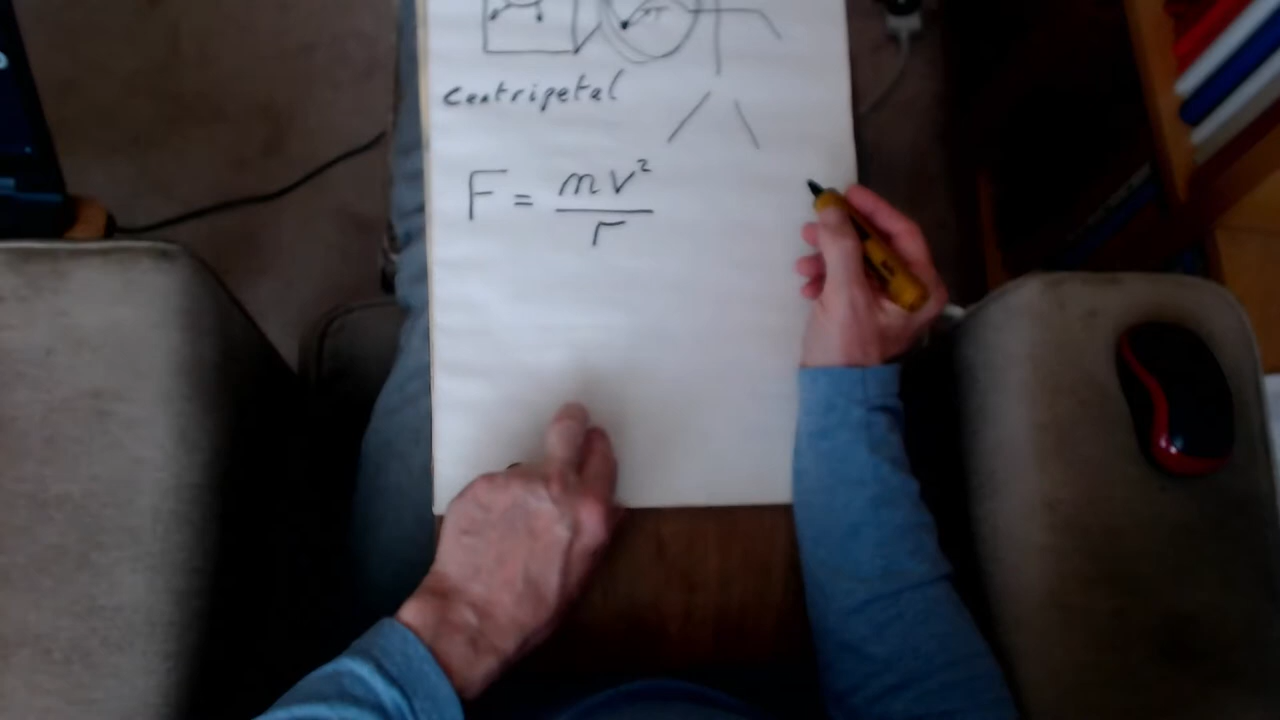 centripetal
F = mv²/r